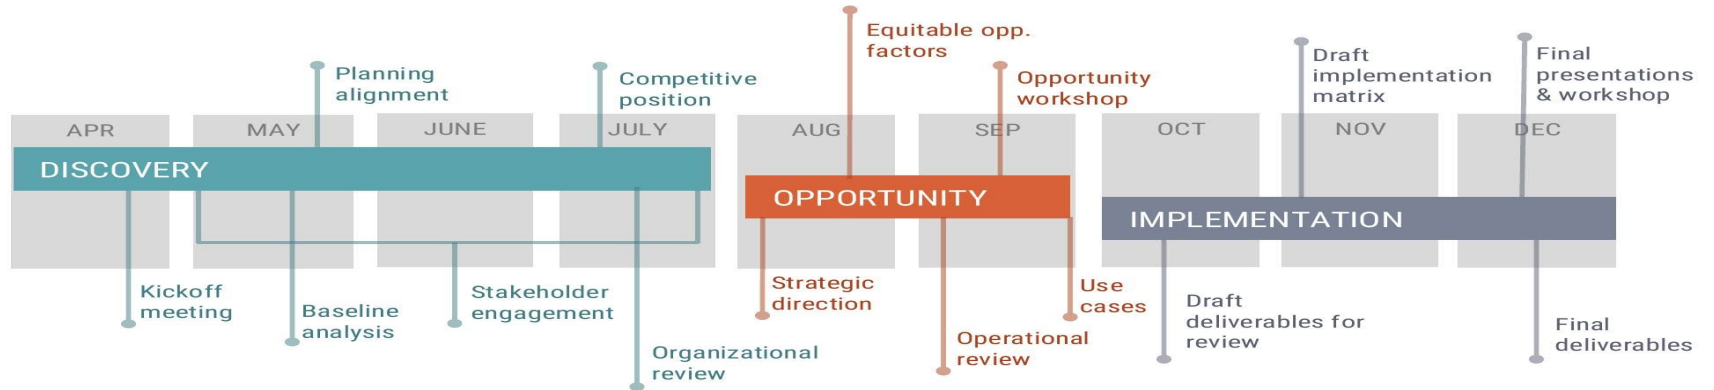 Equitable opp.
factors
Planning
alignment
Competitive
position
Opportunity
workshop
Draft
implementation
matrix
Final
presentations
& workshop
APR
MAY
JUNE
JULY
AUG
SEP
OCT
NOV
DEC
DISCOVERY
OPPORTUNITY
IMPLEMENTATION
Kickoff
meeting
Baseline
analysis
Stakeholder
engagement
Organizational
review
Strategic
direction
Operational
review
Use
cases
Draft
deliverables for
review
Final
deliverables